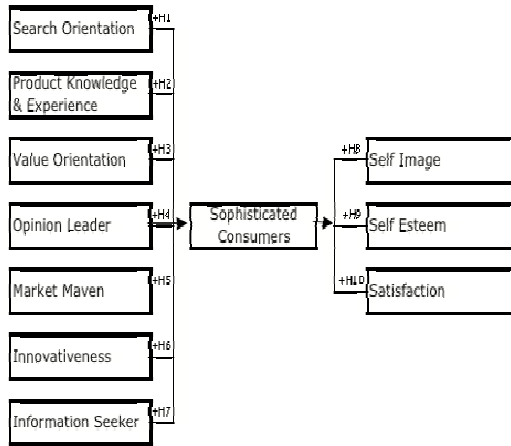 Search Orientation
+H1
Product Knowledge
& Experience
+H2
Value Orientation
+H3
Opinion Leader
+H4
Market Maven
+H5
Innovativeness
+H6
Information Seeker
+H7
Sophisticated
Consumers
+H8
Self Image
+H9
Self Esteem
+H10
Satisfaction